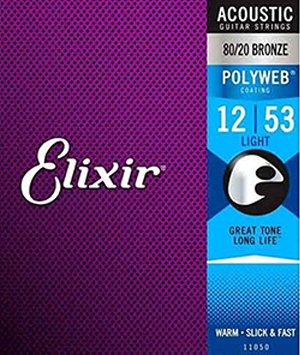 ACOUSTIC
GUITAR STRINGS
80/20 BRONZE
POLYWEB®
COATING
12 | 53
LIGHT
Elixir®
GREAT TONE
LONG LIFE™
WARM • SLICK & FAST
11050